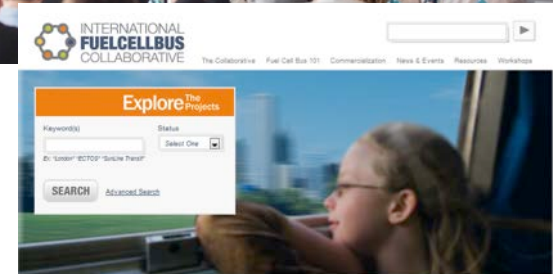 INTERNATIONAL
FUELCELLBUS
COLLABORATIVE
The Collaborative Fuel Cell Bus 101 Commercialization News & Events Resources Workshops
Explore The Projects
Keyword(s) Status
Select One
Ex: "London" "ECTOS" "SunLine Transit"
SEARCH Advanced Search